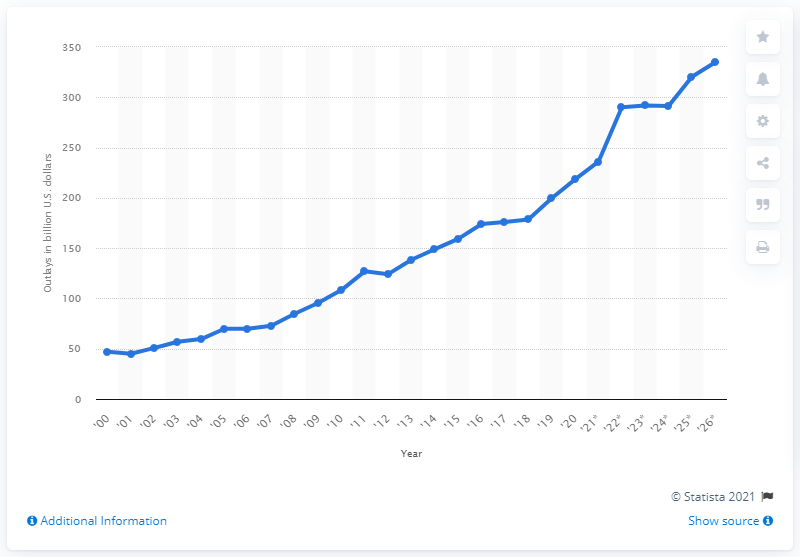 Outlays in billion U.S. dollars
350
300
250
200
150
100
50
0
'00 '01 '02 '03 '04 '05 '06 '07 '08 '09 '10 '11 '12 '13 '14 '15 '16 '17 '18 '19 '20 '21* '22* '23* '24* '25* '26*
Year
© Statista 2021
Additional Information
Show source